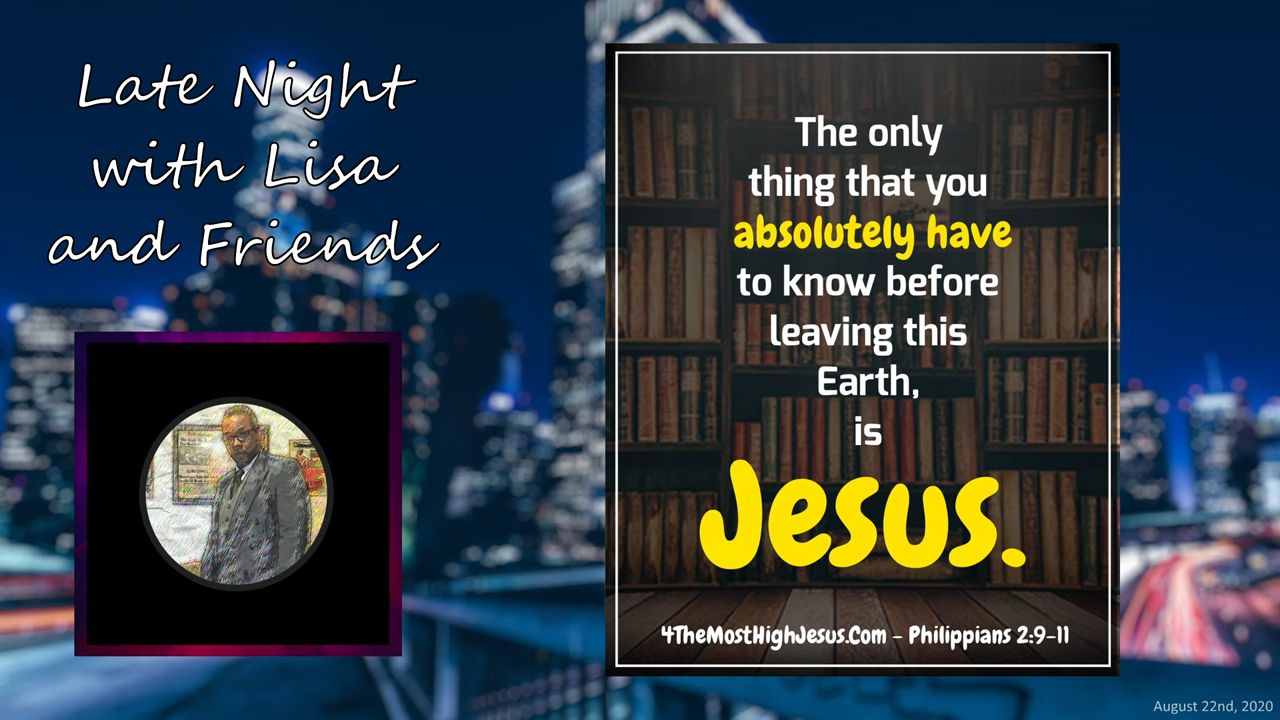 Late Night
with Lisa
and Friends
The only
thing that you
absolutely have
to know before
leaving this
Earth,
is
Jesus.
4TheMostHighJesus.Com - Philippians 2:9-11
August 22nd, 2020